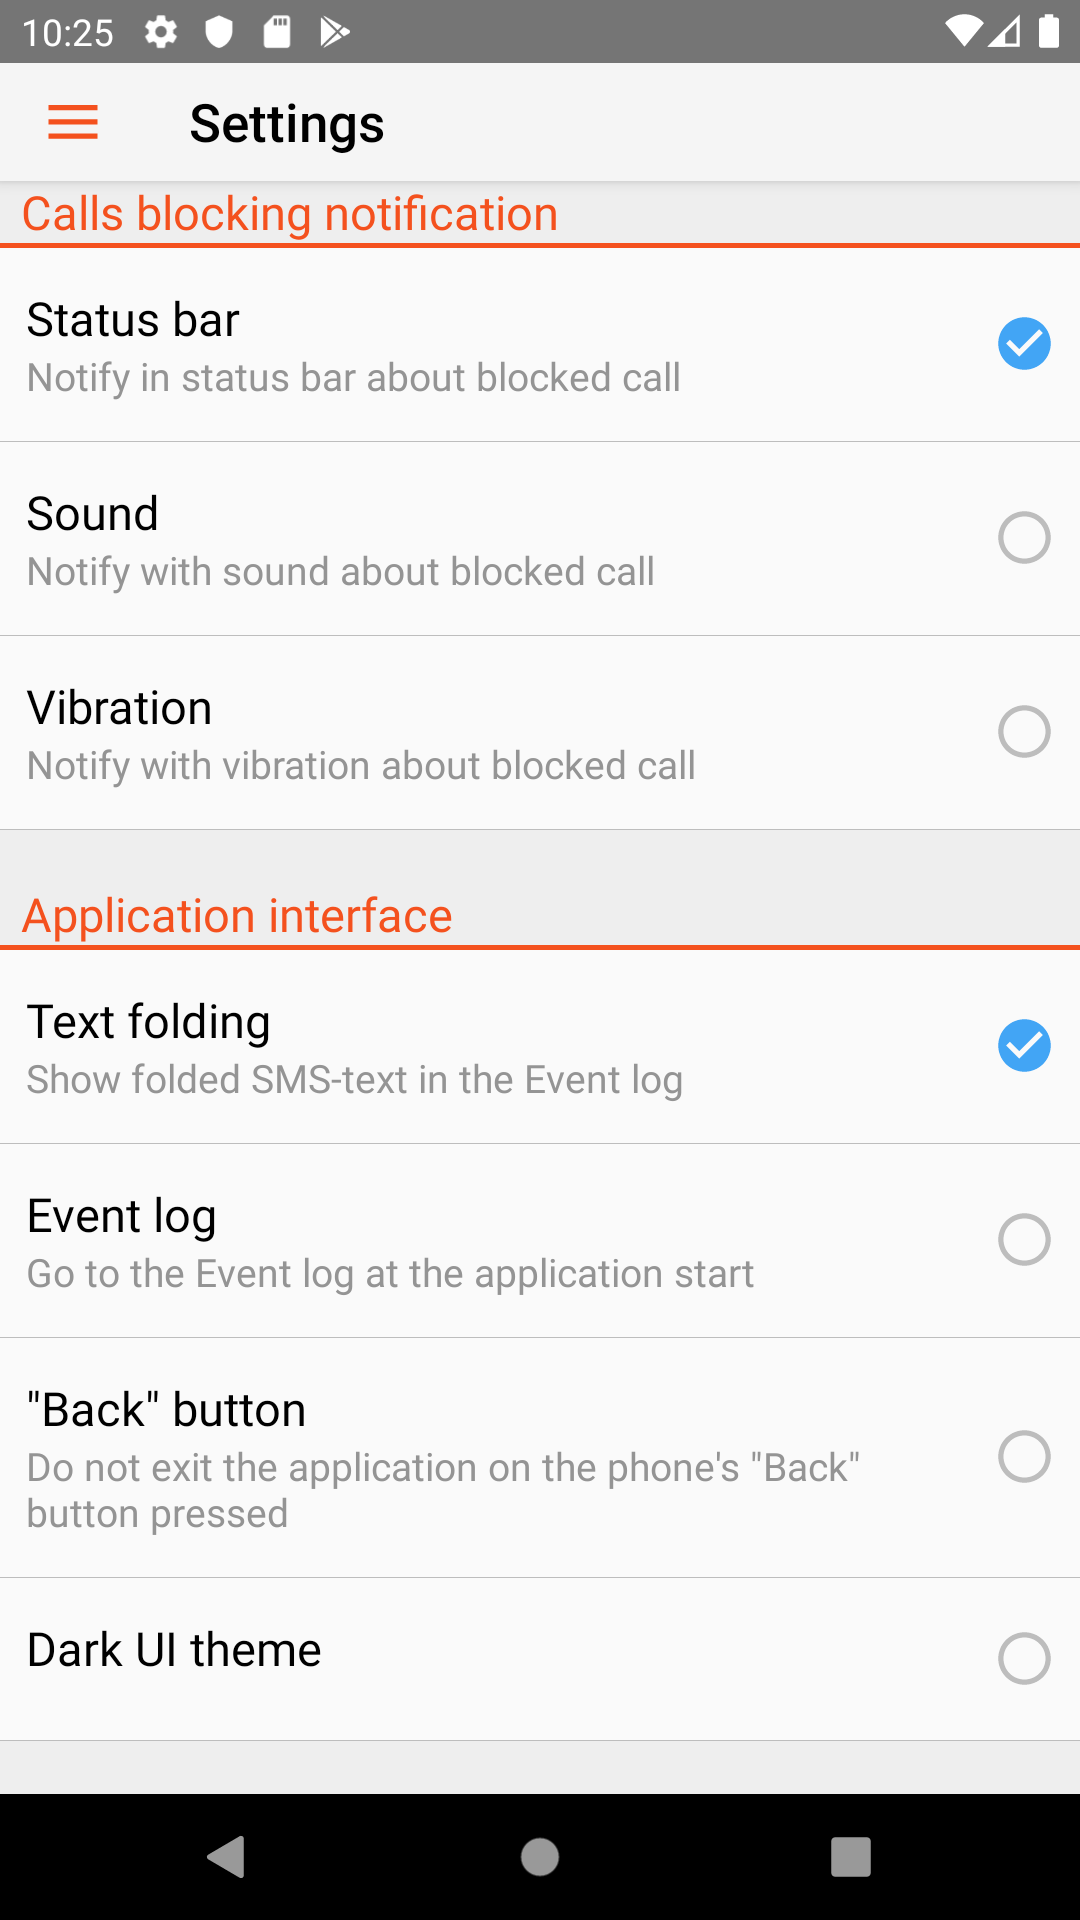 10:25
Settings
Calls blocking notification
Status bar
Notify in status bar about blocked call
Sound
Notify with sound about blocked call
Vibration
Notify with vibration about blocked call
Application interface
Text folding
Show folded SMS-text in the Event log
Event log
Go to the Event log at the application start
"Back" button
Do not exit the application on the phone's "Back"
button pressed
Dark UI theme